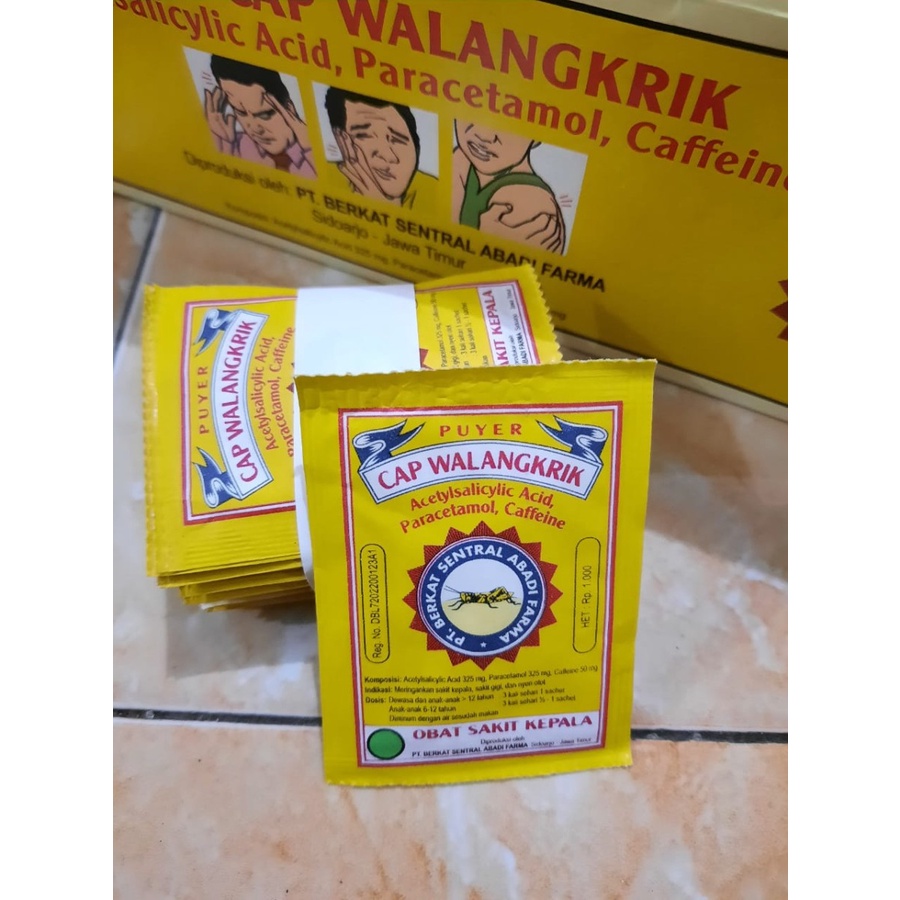 CAP WALANGKRIK
salicylic Acid, Paracetamol, Caffeine
Diproduksi oleh: PT. BERKAT SENTRAL ABADI FARMA
Sidoarjo - Jawa Timur
PUYER
CAP WALANGKRIK
Acetylsalicylic Acid,
Paracetamol, Caffeine
SAKIT KEPALA
PUYER
CAP WALANGKRIK
Acetylsalicylic Acid,
Paracetamol, Caffeine
PT. BERKAT SENTRAL ABADI FARMA
Reg. No. DBL7202200123A1
HET. Rp. 1.000
Komposisi: Acetylsalicylic Acid 325 mg, Paracetamol 325 mg, Caffeine 50 mg
Indikasi: Meringankan sakit kepala, sakit gigi, dan nyeri otot
Dosis: Dewasa dan anak-anak > 12 tahun : 3 kali sehari 1 sachet
Anak-anak 6-12 tahun : 3 kali sehari ½ - 1 sachet
Diminum dengan air sesudah makan
OBAT SAKIT KEPALA
Diproduksi oleh
PT BERKAT SENTRAL ABADI FARMA Sidoarjo - Jawa Timur